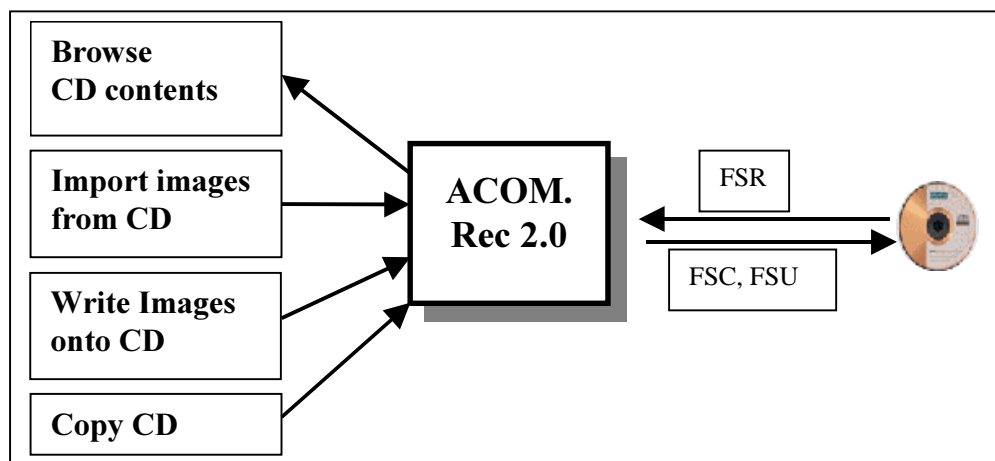 Browse
CD contents
Import images
from CD
Write Images
onto CD
Copy CD
ACOM.
Rec 2.0
FSR
FSC, FSU